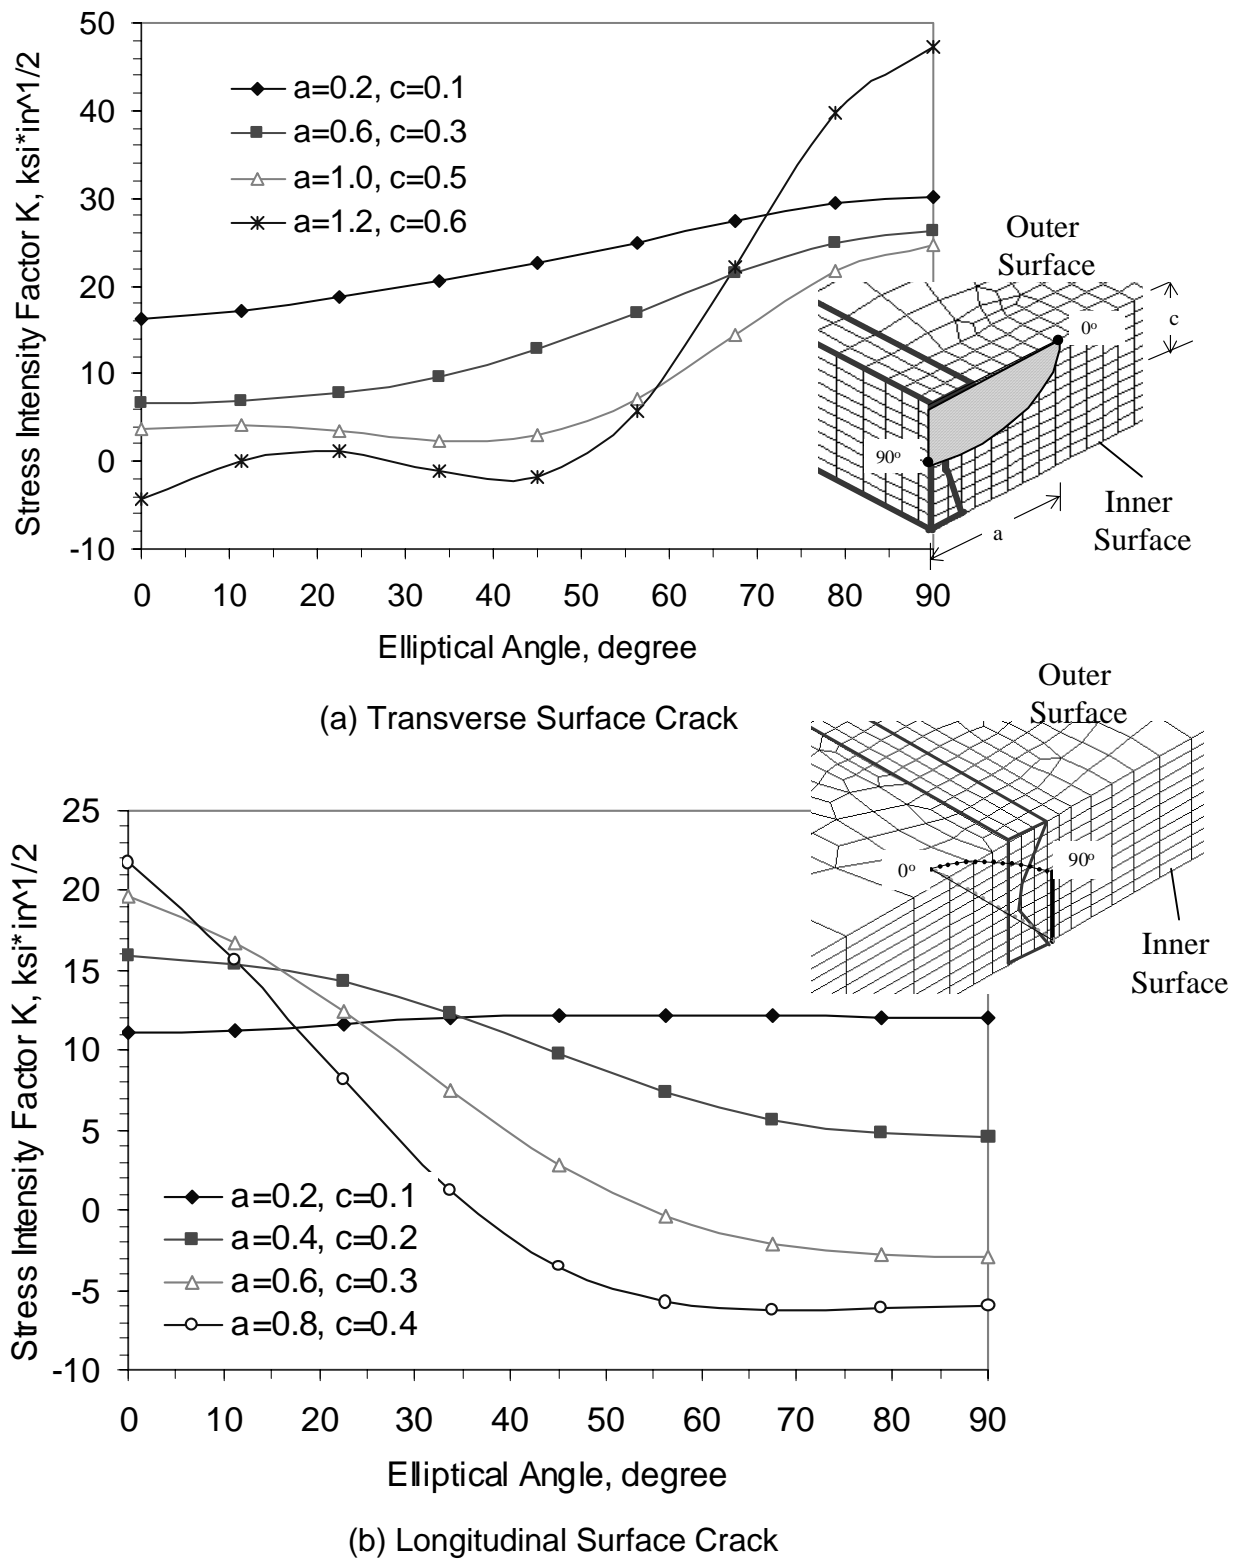 50
40
30
20
10
0
-10
Stress Intensity Factor K, ksi*in^1/2
a=0.2, c=0.1
a=0.6, c=0.3
a=1.0, c=0.5
a=1.2, c=0.6
0 10 20 30 40 50 60 70 80 90
Elliptical Angle, degree
Outer
Surface
0º
c
90º
a
Inner
Surface
(a) Transverse Surface Crack
Outer
Surface
0º
90º
Inner
Surface
25
20
15
10
5
0
-5
-10
Stress Intensity Factor K, ksi*in^1/2
a=0.2, c=0.1
a=0.4, c=0.2
a=0.6, c=0.3
a=0.8, c=0.4
0 10 20 30 40 50 60 70 80 90
Elliptical Angle, degree
(b) Longitudinal Surface Crack